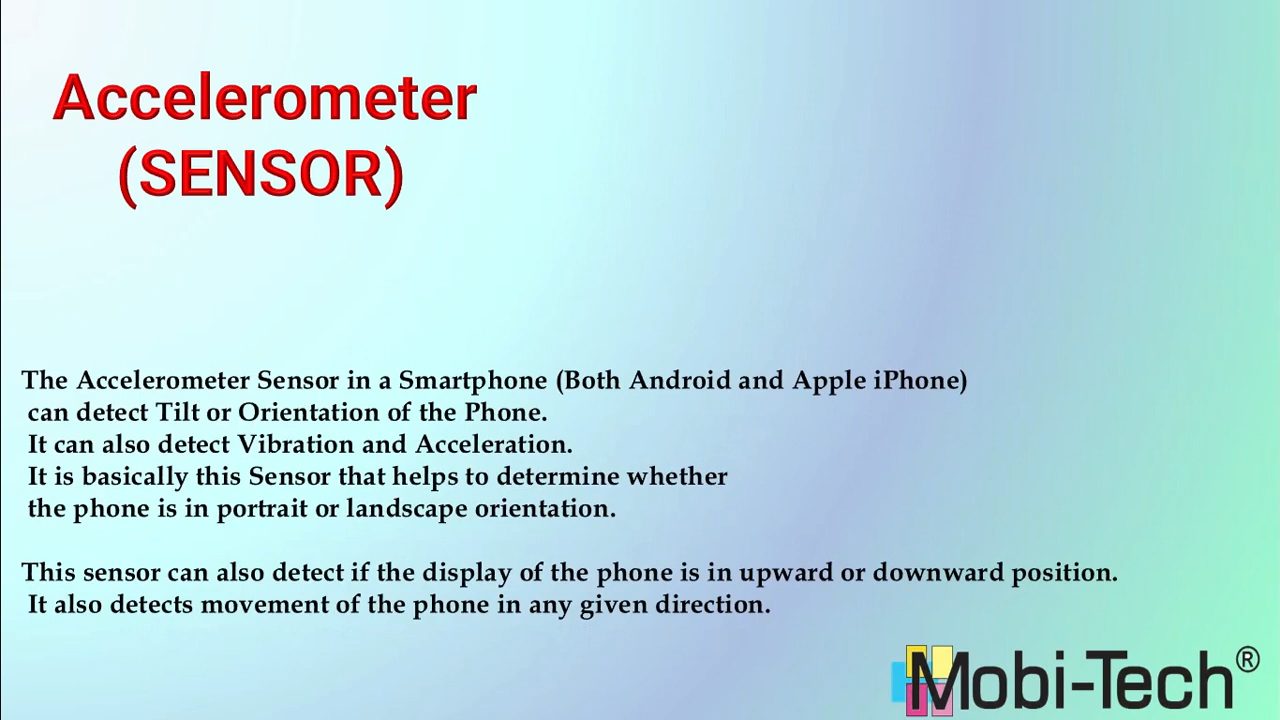 Accelerometer
(SENSOR)
The Accelerometer Sensor in a Smartphone (Both Android and Apple iPhone)
can detect Tilt or Orientation of the Phone.
It can also detect Vibration and Acceleration.
It is basically this Sensor that helps to determine whether
the phone is in portrait or landscape orientation.
This sensor can also detect if the display of the phone is in upward or downward position.
It also detects movement of the phone in any given direction.
Mobi-Tech®